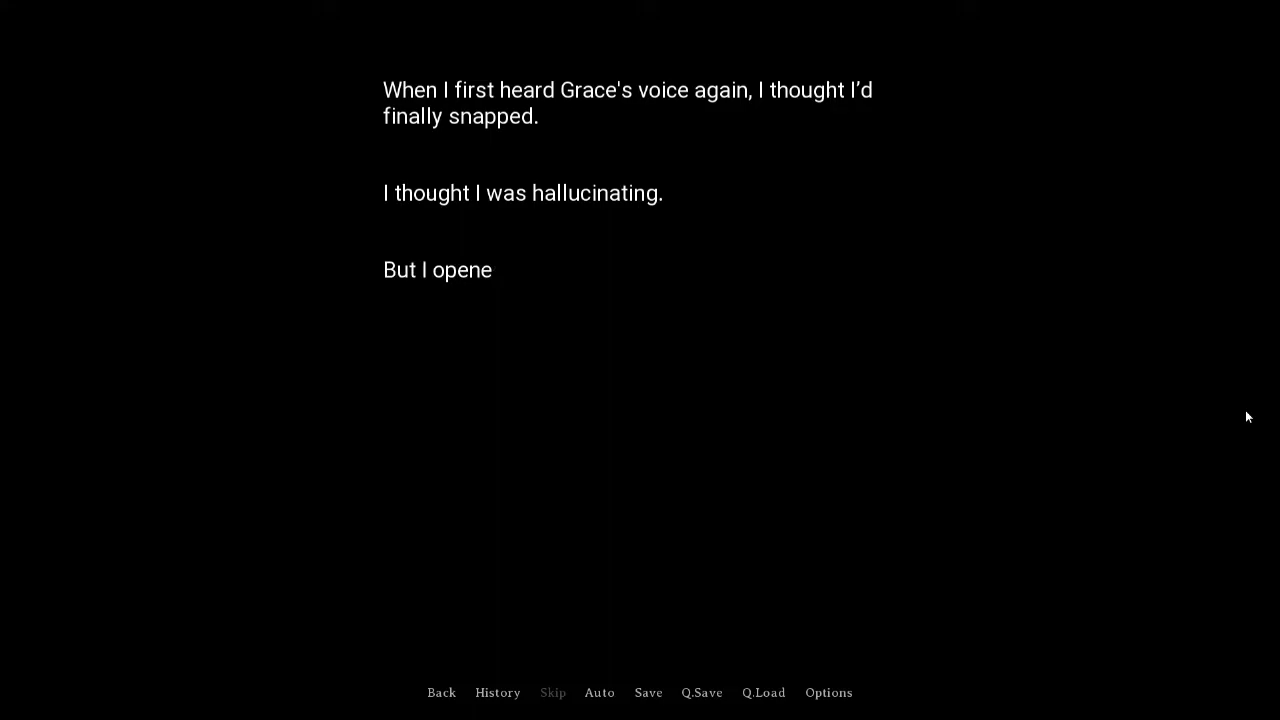 When I first heard Grace's voice again, I thought I’d
finally snapped.
I thought I was hallucinating.
But I opene
Back History Skip Auto Save Q.Save Q.Load Options